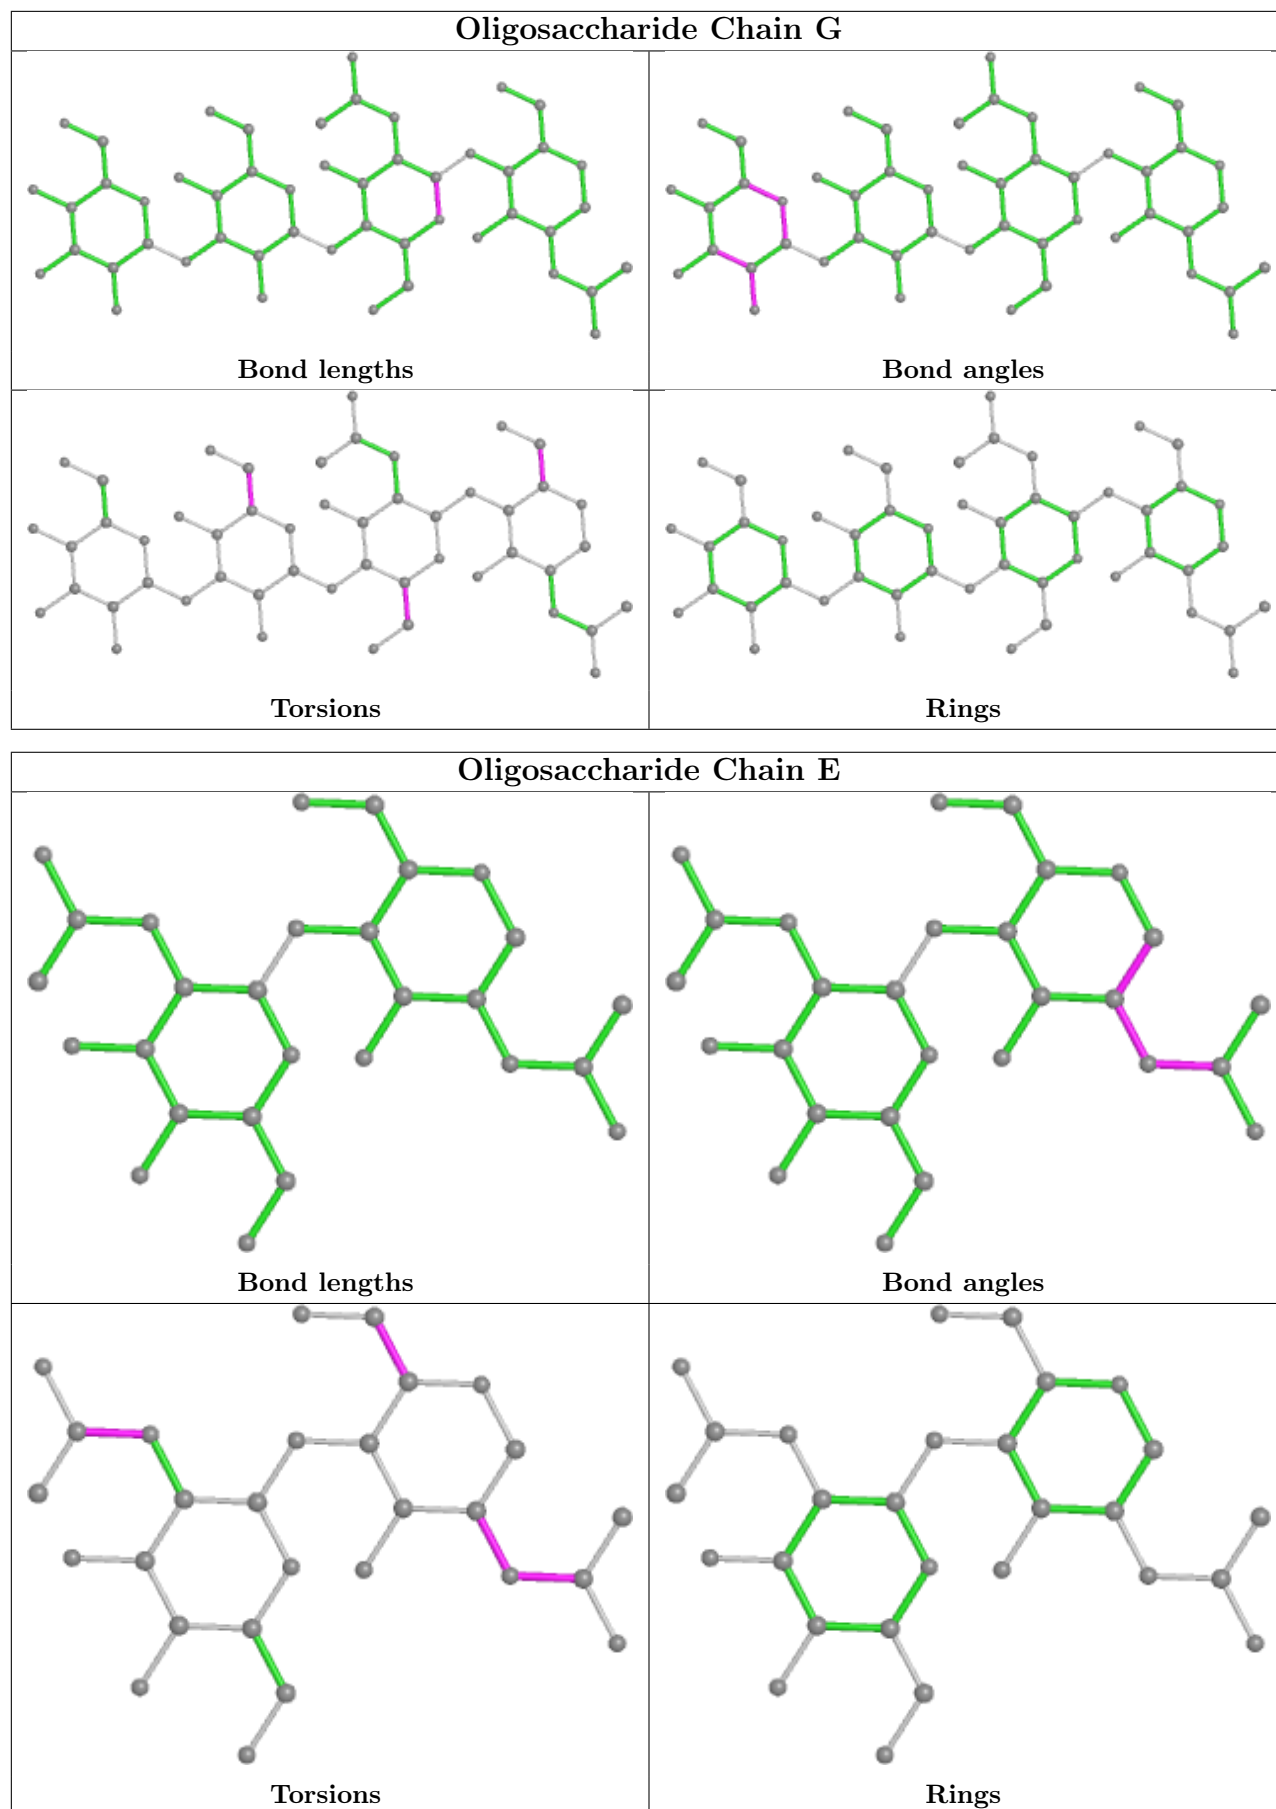 Oligosaccharide Chain G
Bond lengths
Bond angles
Torsions
Rings
Oligosaccharide Chain E
Bond lengths
Bond angles
Torsions
Rings